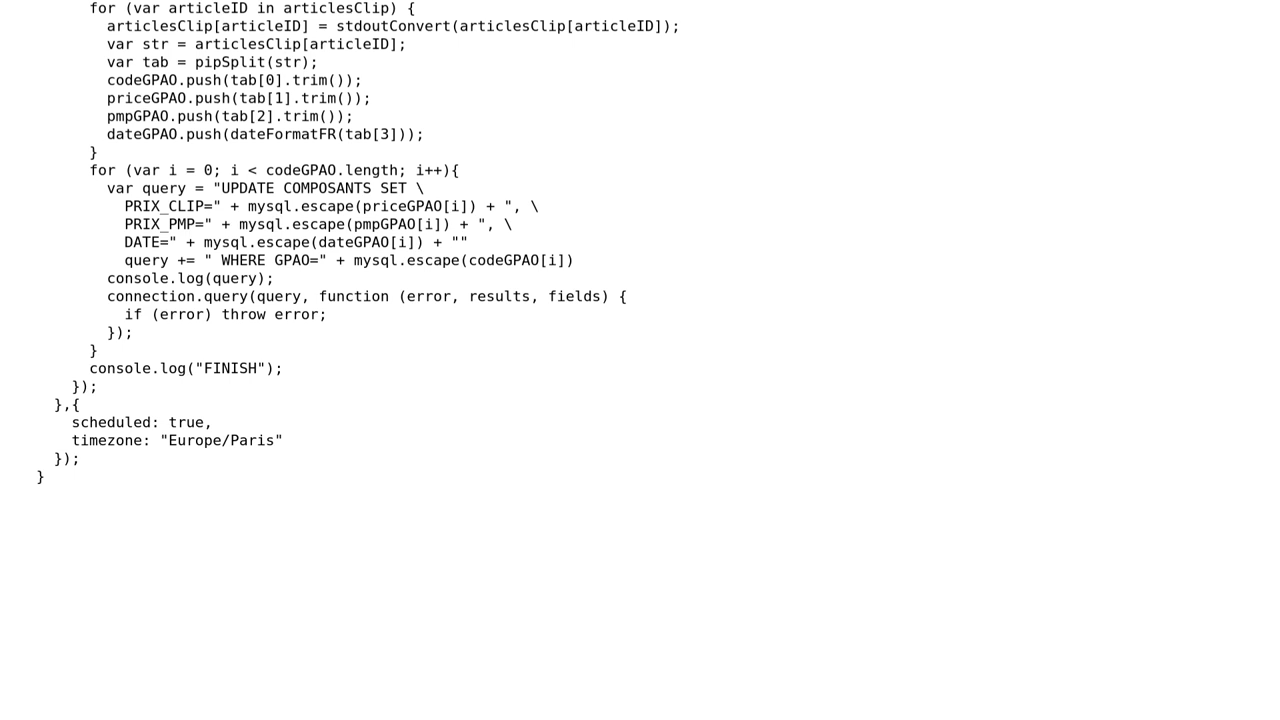 for (var articleID in articlesClip) {
articlesClip[articleID] = stdoutConvert(articlesClip[articleID]);
var str = articlesClip[articleID];
var tab = pipSplit(str);
codeGPAO.push(tab[0].trim());
priceGPAO.push(tab[1].trim());
pmpGPAO.push(tab[2].trim());
dateGPAO.push(dateFormatFR(tab[3]));
}
for (var i = 0; i < codeGPAO.length; i++){
var query = "UPDATE COMPOSANTS SET \
PRIX_CLIP=" + mysql.escape(priceGPAO[i]) + ", \
PRIX_PMP=" + mysql.escape(pmpGPAO[i]) + ", \
DATE=" + mysql.escape(dateGPAO[i]) + ""
query += " WHERE GPAO=" + mysql.escape(codeGPAO[i])
console.log(query);
connection.query(query, function (error, results, fields) {
if (error) throw error;
});
}
console.log("FINISH");
});
},{
scheduled: true,
timezone: "Europe/Paris"
});
}